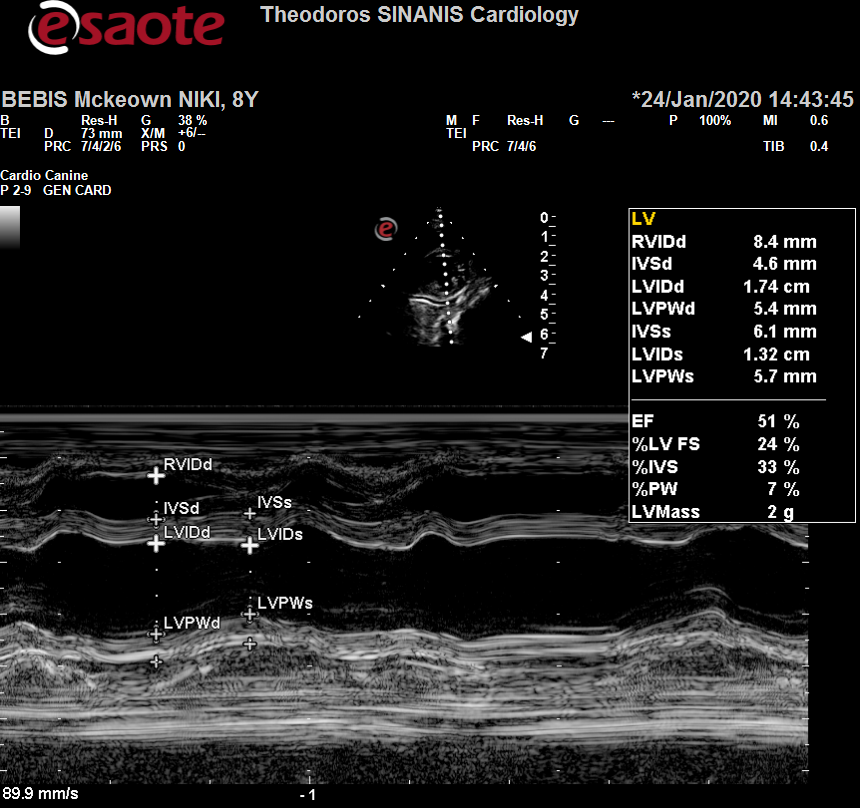 esaote
Theodoros SINANIS Cardiology
BEBIS Mckeown NIKI, 8Y *24/Jan/2020 14:43:45
B Res-H G 38 % M F Res-H G --- P 100% MI 0.6
TEI D 73 mm X/M +6/-- TEI
PRC 7/4/2/6 PRS 0 PRC 7/4/6 TIB 0.4
Cardio Canine
P 2-9 GEN CARD
e
0
1
2
3
4
5
6
7
LV
RVIDd 8.4 mm
IVSd 4.6 mm
LVIDd 1.74 cm
LVPWd 5.4 mm
IVSs 6.1 mm
LVIDs 1.32 cm
LVPWs 5.7 mm
EF 51 %
%LV FS 24 %
%IVS 33 %
%PW 7 %
LVMass 2 g
RVIDd
IVSd
IVSs
LVIDd
LVIDs
LVPWs
LVPWd
89.9 mm/s
-1